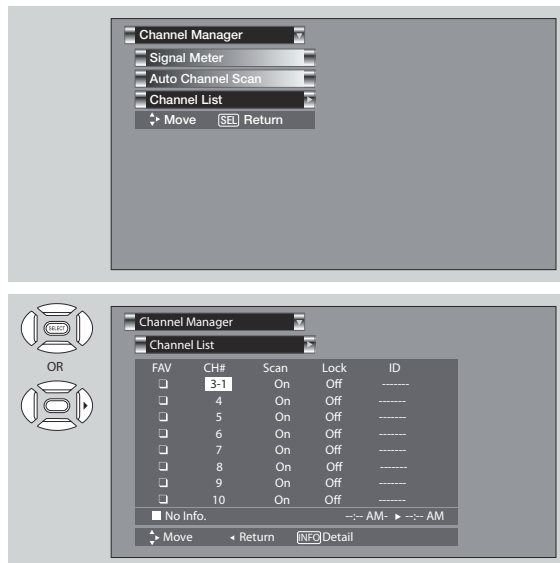 Channel Manager
Signal Meter
Auto Channel Scan
Channel List
Move SEL Return
SELECT
OR
Channel Manager
Channel List
FAV CH# Scan Lock ID
3-1 On Off -------
4 On Off -------
5 On Off -------
6 On Off -------
7 On Off -------
8 On Off -------
9 On Off -------
10 On Off -------
No Info. --:-- AM- ► --:-- AM
Move ◂ Return INFO Detail